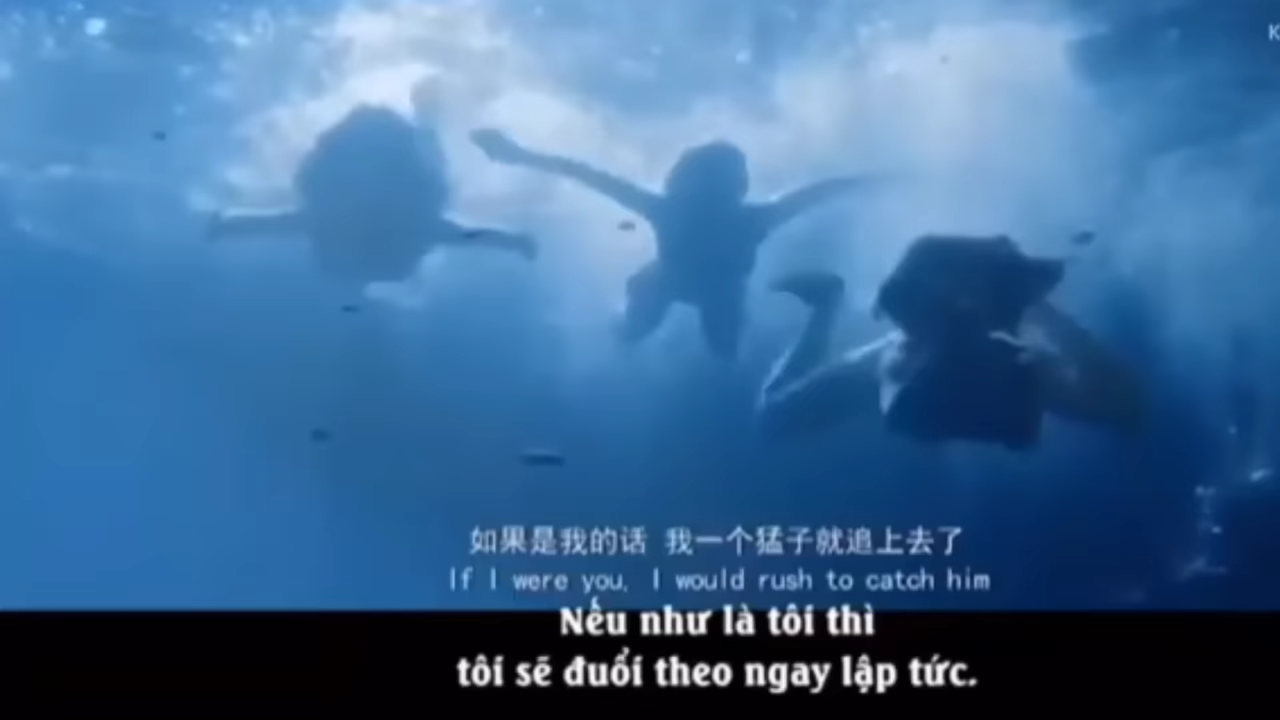 K
如果是我的话 我一个猛子就追上去了
If I were you, I would rush to catch him
Nếu như là tôi thì
tôi sẽ đuổi theo ngay lập tức.